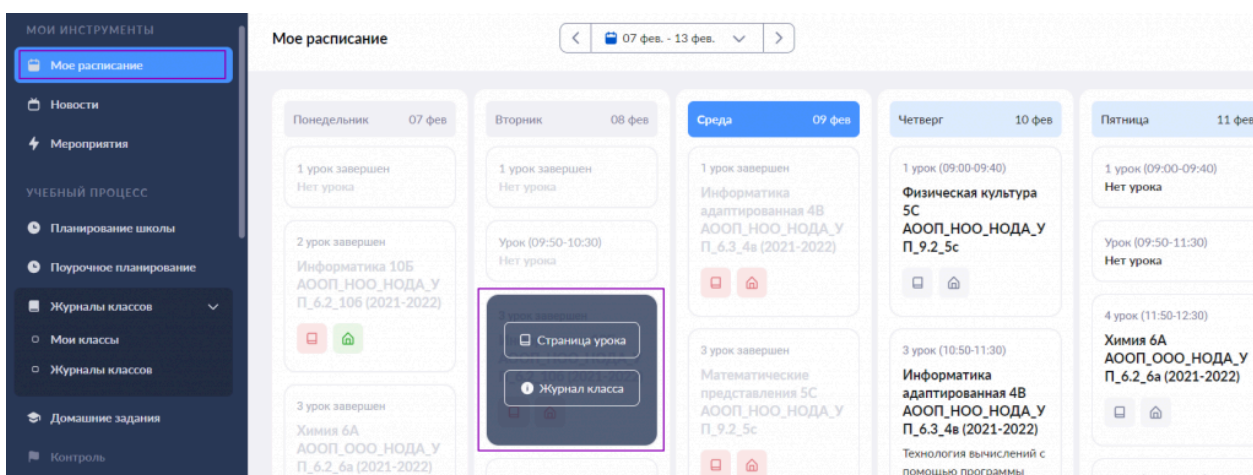 МОИ ИНСТРУМЕНТЫ
Мое расписание
Новости
Мероприятия
УЧЕБНЫЙ ПРОЦЕСС
Планирование школы
Поурочное планирование
Журналы классов
Мои классы
Журналы классов
Домашние задания
Контроль
Мое расписание
07 фев. - 13 фев.
Понедельник 07 фев
1 урок завершен
Нет урока
2 урок завершен
Информатика 10Б
АООП_НОО_НОДА_У
П_6.2_10б (2021-2022)
3 урок завершен
Химия 6А
АООП_ООО_НОДА_У
П_6.2_6а (2021-2022)
Вторник 08 фев
1 урок завершен
Нет урока
Урок (09:50-10:30)
Нет урока
3 урок завершен
Страница урока
Журнал класса
Среда 09 фев
1 урок завершен
Информатика
адаптированная 4В
АООП_НОО_НОДА_У
П_6.3_4в (2021-2022)
3 урок завершен
Математические
представления 5С
АООП_НОО_НОДА_У
П_9.2_5с
Четверг 10 фев
1 урок (09:00-09:40)
Физическая культура
5С
АООП_НОО_НОДА_У
П_9.2_5с
3 урок (10:50-11:30)
Информатика
адаптированная 4В
АООП_НОО_НОДА_У
П_6.3_4в (2021-2022)
Технология вычислений с
помощью программы
Пятница 11 фев
1 урок (09:00-09:40)
Нет урока
Урок (09:50-11:30)
Нет урока
4 урок (11:50-12:30)
Химия 6А
АООП_ООО_НОДА_У
П_6.2_6а (2021-2022)